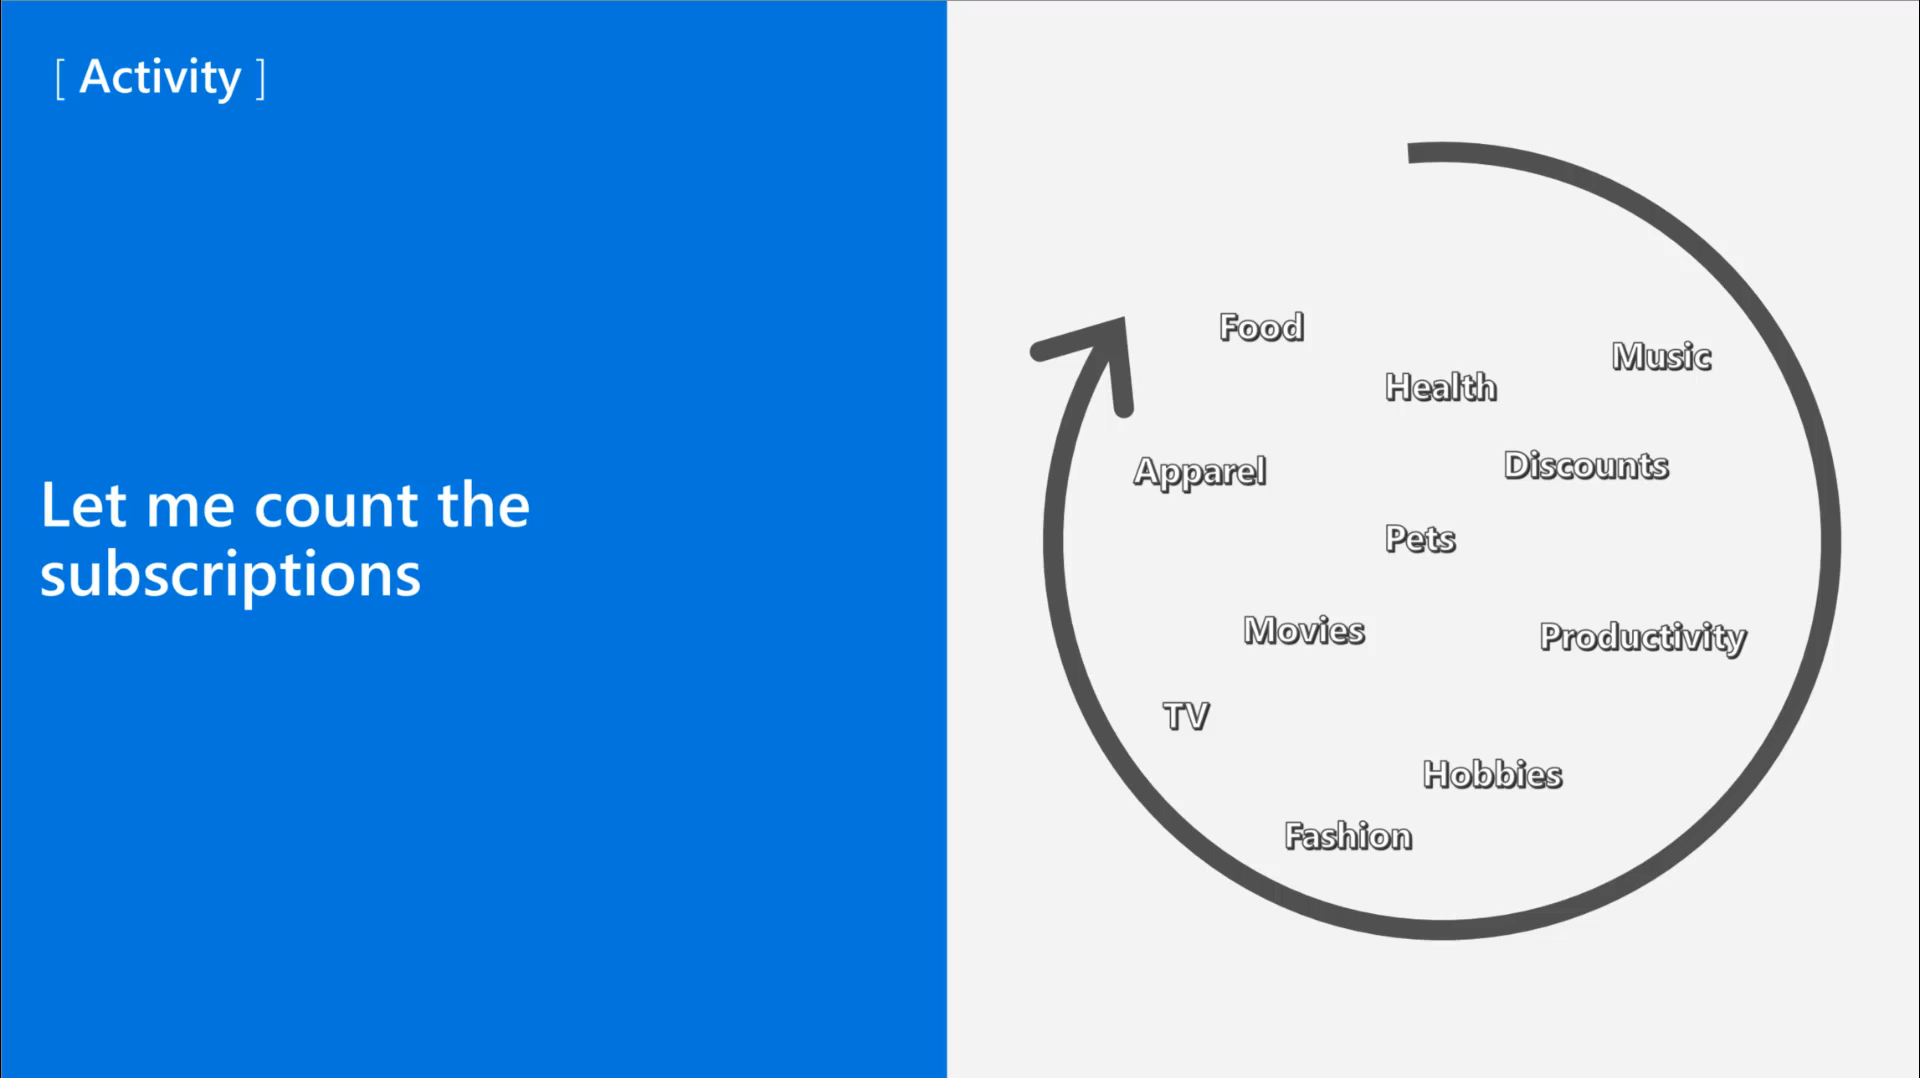 [ Activity ]
Let me count the
subscriptions
Food
Music
Health
Apparel
Discounts
Pets
Movies
Productivity
TV
Hobbies
Fashion